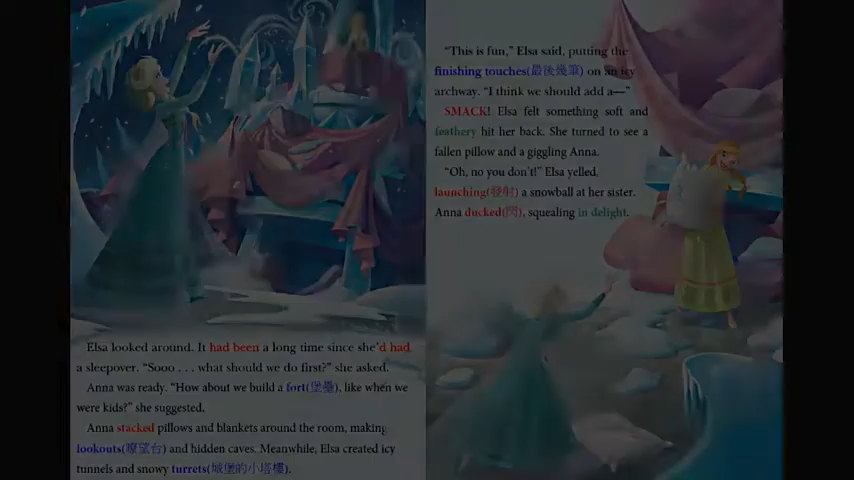 Elsa looked around. It had been a long time since she'd had
a sleepover. "Sooo . . . what should we do first?" she asked.
Anna was ready. "How about we build a fort(堡壘), like when we
were kids?" she suggested.
Anna stacked pillows and blankets around the room, making
lookouts(瞭望台) and hidden caves. Meanwhile, Elsa created icy
tunnels and snowy turrets(城堡的小塔樓).
"This is fun," Elsa said, putting the
finishing touches(最後幾筆) on an icy
archway. "I think we should add a—"
SMACK! Elsa felt something soft and
feathery hit her back. She turned to see a
fallen pillow and a giggling Anna.
"Oh, no you don't!" Elsa yelled,
launching(發射) a snowball at her sister.
Anna ducked(閃), squealing in delight.